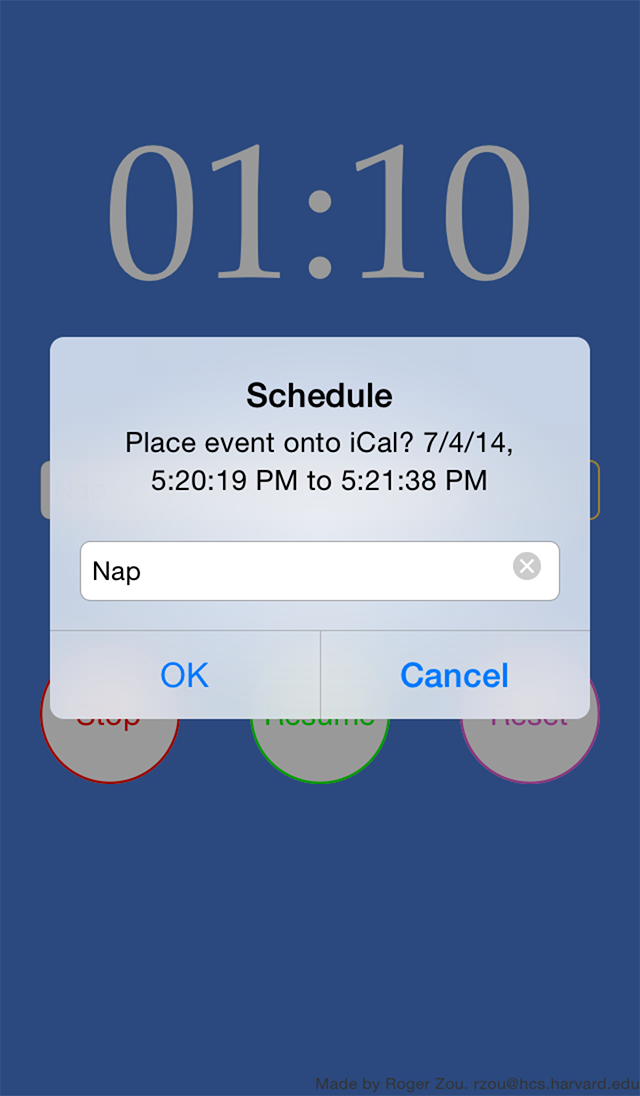 01:10
Schedule
Place event onto iCal? 7/4/14,
5:20:19 PM to 5:21:38 PM
Nap
OK
Cancel
Stop
Resume
Reset
Made by Roger Zou. rzou@hcs.harvard.edu